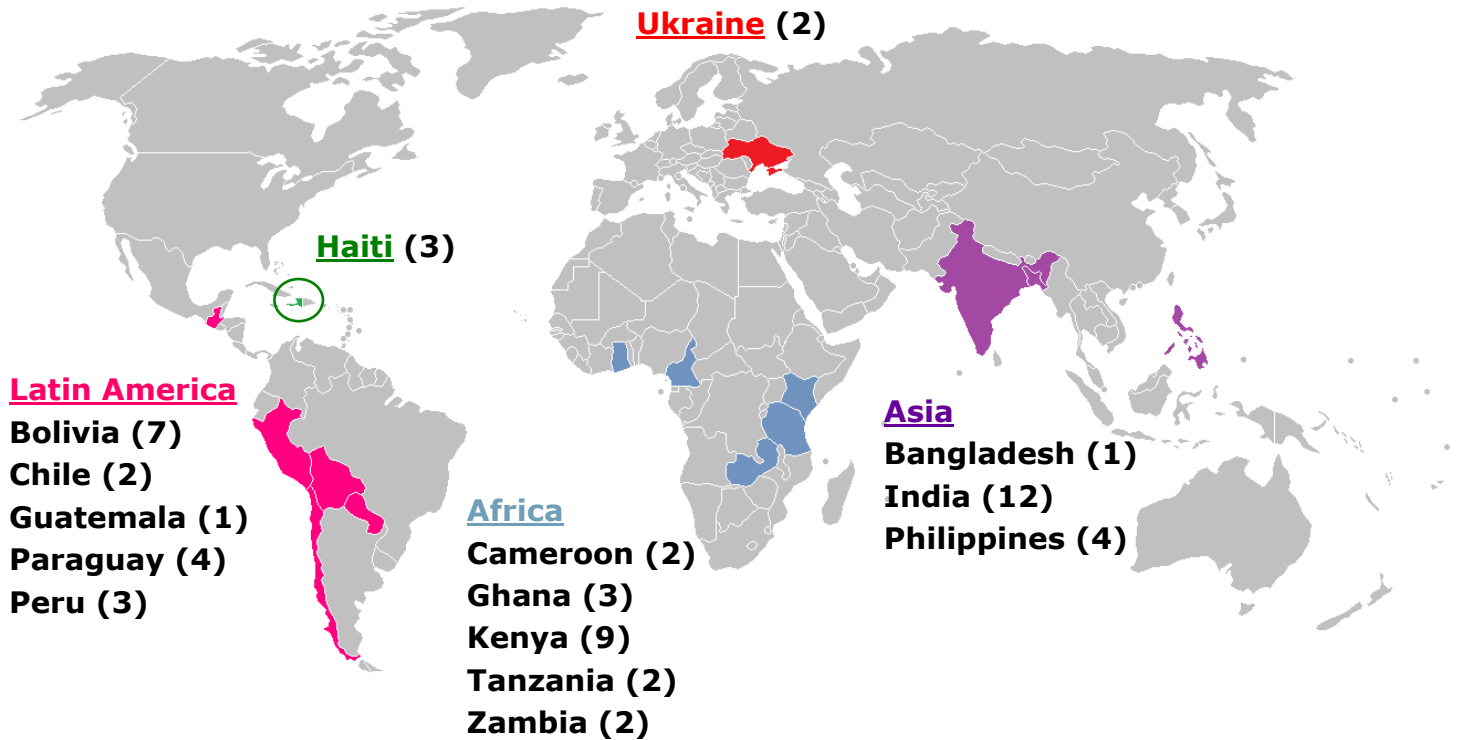 Ukraine (2)
Haiti (3)
Latin America
Bolivia (7)
Chile (2)
Guatemala (1)
Paraguay (4)
Peru (3)
Africa
Cameroon (2)
Ghana (3)
Kenya (9)
Tanzania (2)
Zambia (2)
Asia
Bangladesh (1)
India (12)
Philippines (4)